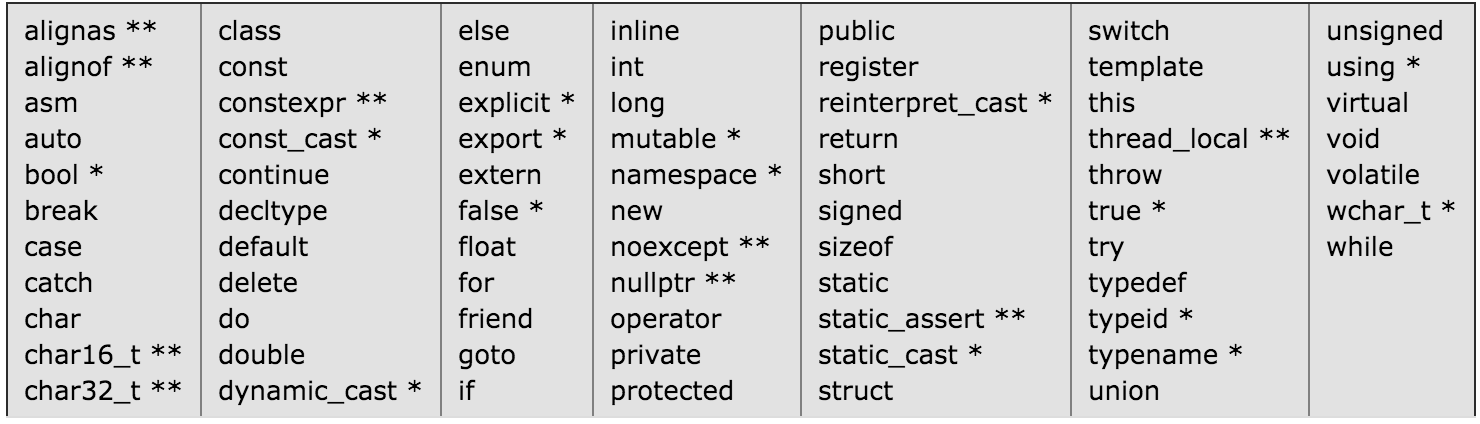 alignas ** class else inline public switch unsigned
alignof ** const enum int register template using *
asm constexpr ** explicit * long reinterpret_cast * this virtual
auto const_cast * export * mutable * return thread_local ** void
bool * continue extern namespace * short throw volatile
break decltype false * new signed true * wchar_t *
case default float noexcept ** sizeof try while
catch delete for nullptr ** static typedef
char do friend operator static_assert ** typeid *
char16_t ** double goto private static_cast * typename *
char32_t ** dynamic_cast * if protected struct union